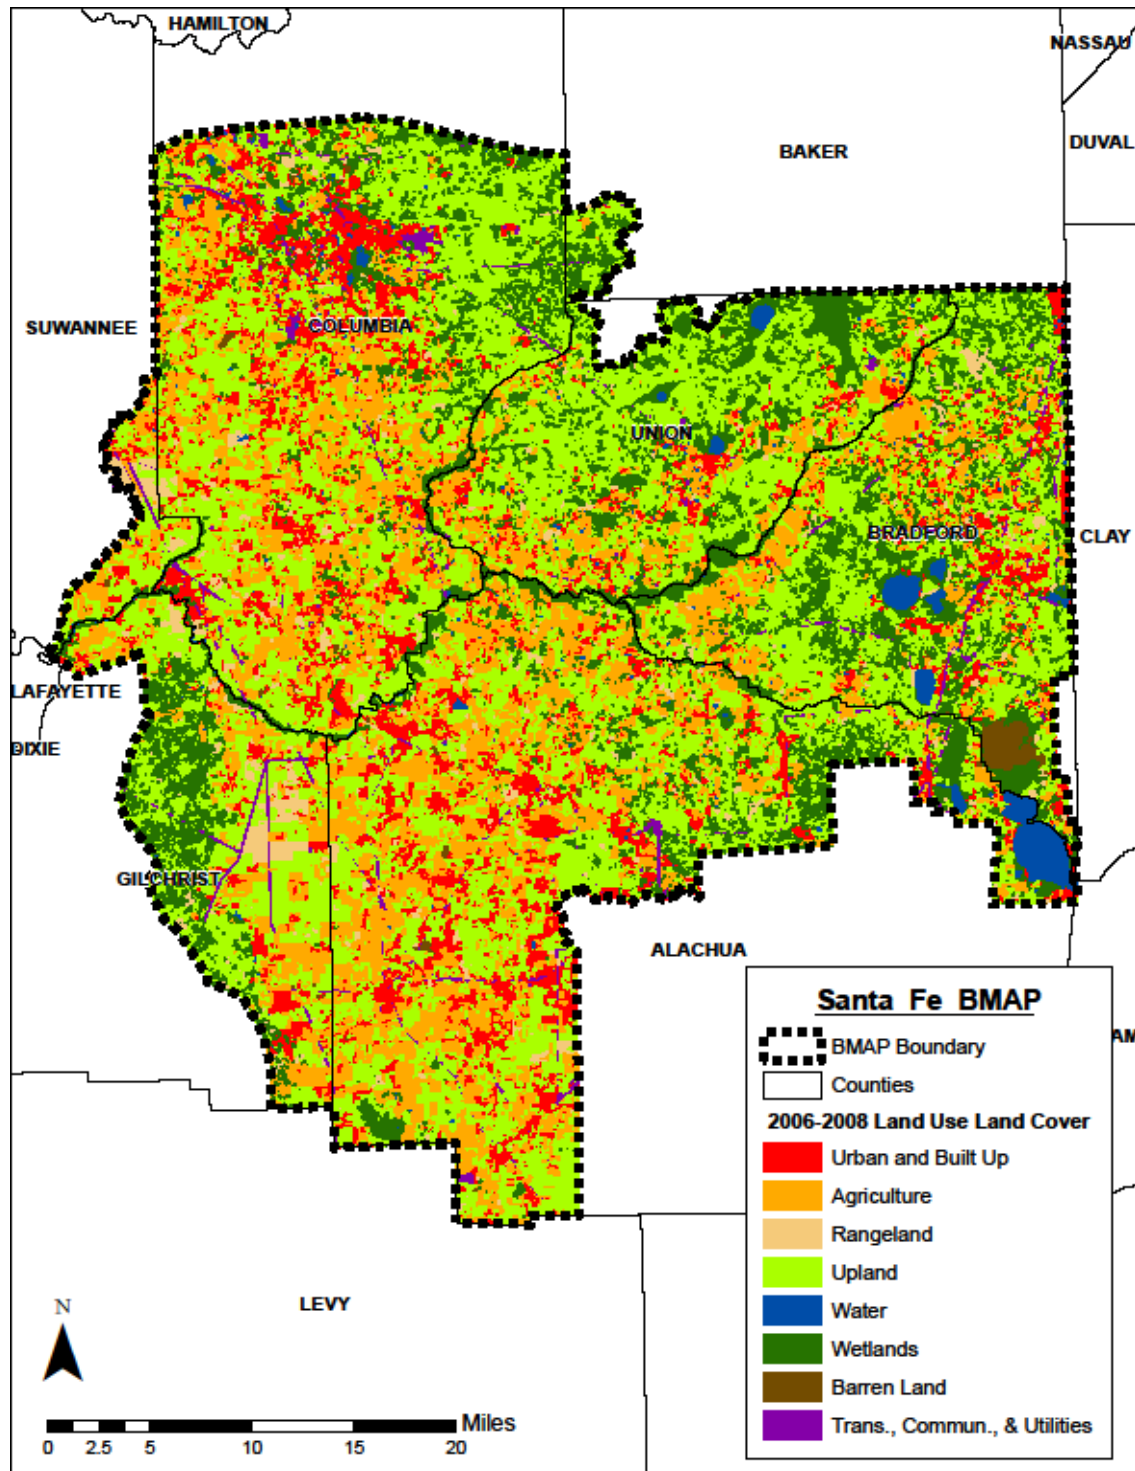 HAMILTON
NASSAU
DUVAL
BAKER
SUWANNEE
COLUMBIA
UNION
BRADFORD
CLAY
LAFAYETTE
DIXIE
GILCHRIST
ALACHUA
LEVY
AM
Santa Fe BMAP
BMAP Boundary
Counties
2006-2008 Land Use Land Cover
Urban and Built Up
Agriculture
Rangeland
Upland
Water
Wetlands
Barren Land
Trans., Commun., & Utilities
N
Miles
0 2.5 5 10 15 20